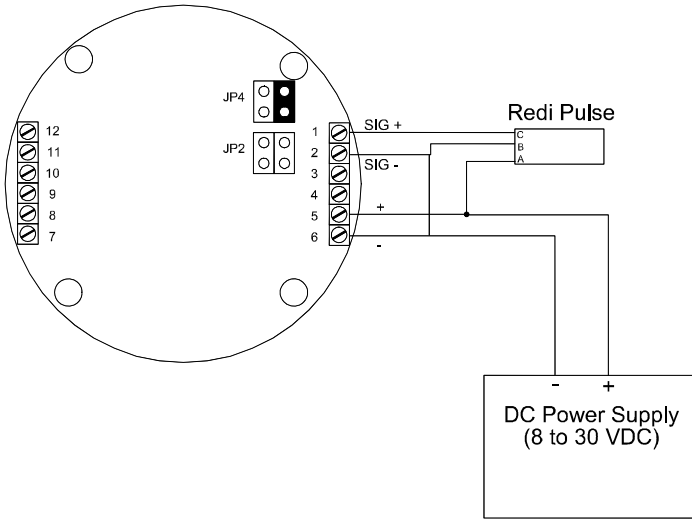 JP4
JP2
12
11
10
9
8
7
1
2
3
4
5
6
SIG +
SIG -
+
-
Redi Pulse
C
B
A
- +
DC Power Supply
(8 to 30 VDC)